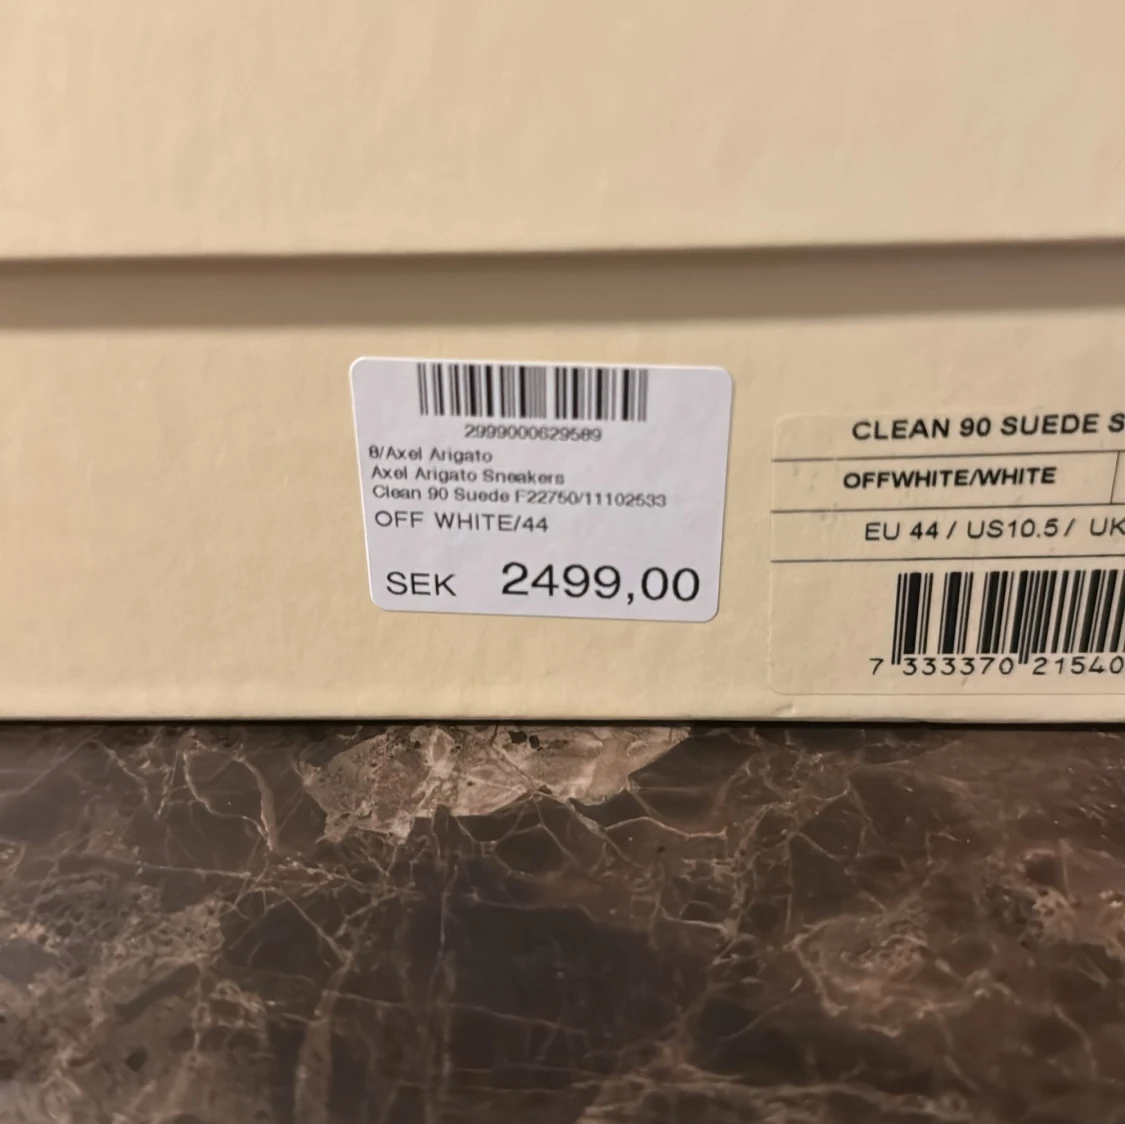 2999000629589
8/Axel Arigato
Axel Arigato Sneakers
Clean 90 Suede F22750/11102533
OFF WHITE/44
SEK 2499,00
CLEAN 90 SUEDE S
OFFWHITE/WHITE
EU 44 / US10.5 / UK
7 333370 21540